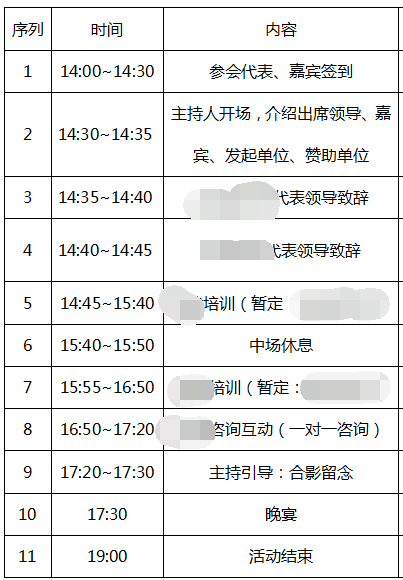 序列 时间 内容
1 14:00~14:30 参会代表、嘉宾签到
2 14:30~14:35 主持人开场，介绍出席领导、嘉
宾、发起单位、赞助单位
3 14:35~14:40 代表领导致辞
4 14:40~14:45 代表领导致辞
5 14:45~15:40 培训（暂定
6 15:40~15:50 中场休息
7 15:55~16:50 培训（暂定：
8 16:50~17:20 咨询互动（一对一咨询）
9 17:20~17:30 主持引导：合影留念
10 17:30 晚宴
11 19:00 活动结束